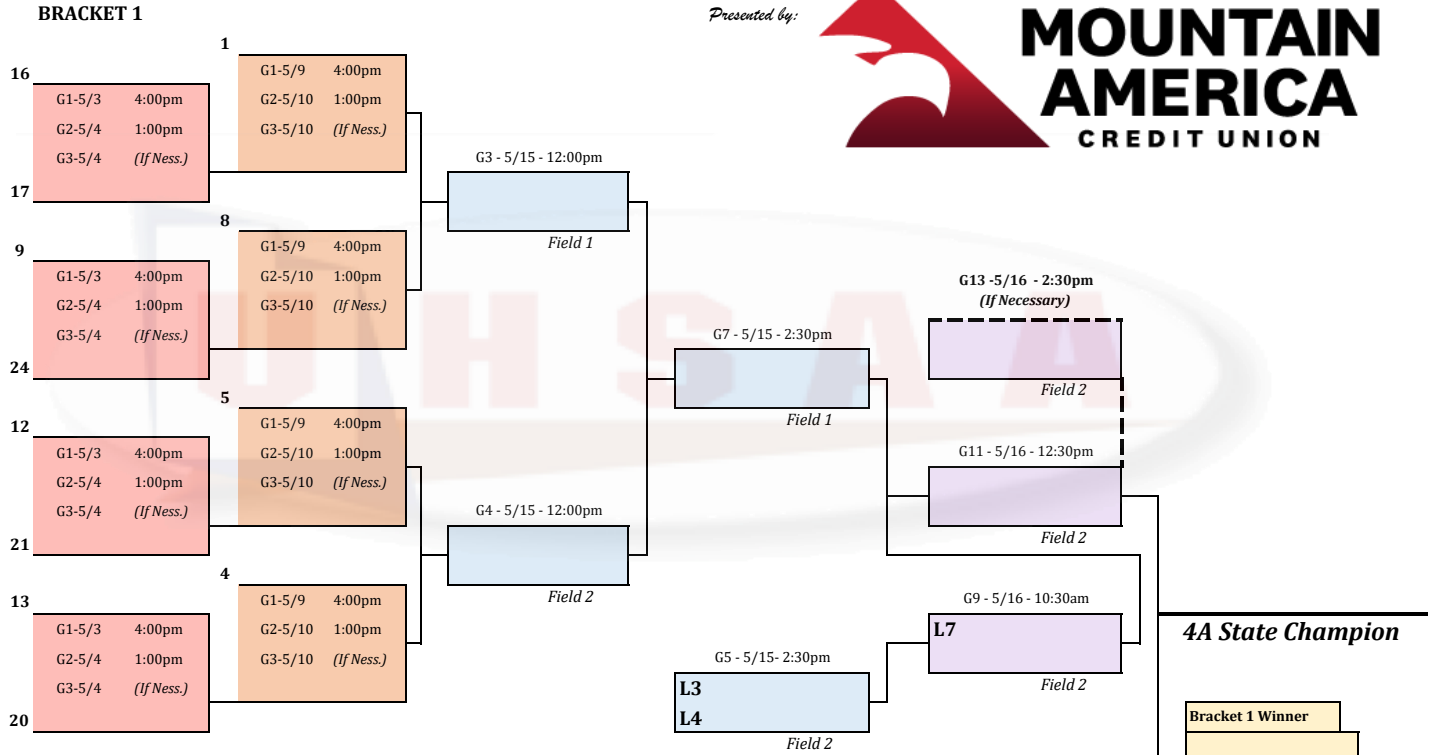 BRACKET 1
Presented by:
MOUNTAIN
AMERICA
CREDIT UNION
16
G1-5/3 4:00pm
G2-5/4 1:00pm
G3-5/4 (If Ness.)
17
9
G1-5/3 4:00pm
G2-5/4 1:00pm
G3-5/4 (If Ness.)
24
12
G1-5/3 4:00pm
G2-5/4 1:00pm
G3-5/4 (If Ness.)
21
13
G1-5/3 4:00pm
G2-5/4 1:00pm
G3-5/4 (If Ness.)
20
1
G1-5/9 4:00pm
G2-5/10 1:00pm
G3-5/10 (If Ness.)
8
G1-5/9 4:00pm
G2-5/10 1:00pm
G3-5/10 (If Ness.)
5
G1-5/9 4:00pm
G2-5/10 1:00pm
G3-5/10 (If Ness.)
4
G1-5/9 4:00pm
G2-5/10 1:00pm
G3-5/10 (If Ness.)
G3 - 5/15 - 12:00pm
Field 1
G4 - 5/15 - 12:00pm
Field 2
G7 - 5/15 - 2:30pm
Field 1
G5 - 5/15- 2:30pm
L3
L4
Field 2
G13 -5/16 - 2:30pm
(If Necessary)
Field 2
G11 - 5/16 - 12:30pm
Field 2
G9 - 5/16 - 10:30am
L7
Field 2
4A State Champion
Bracket 1 Winner
UHSAA